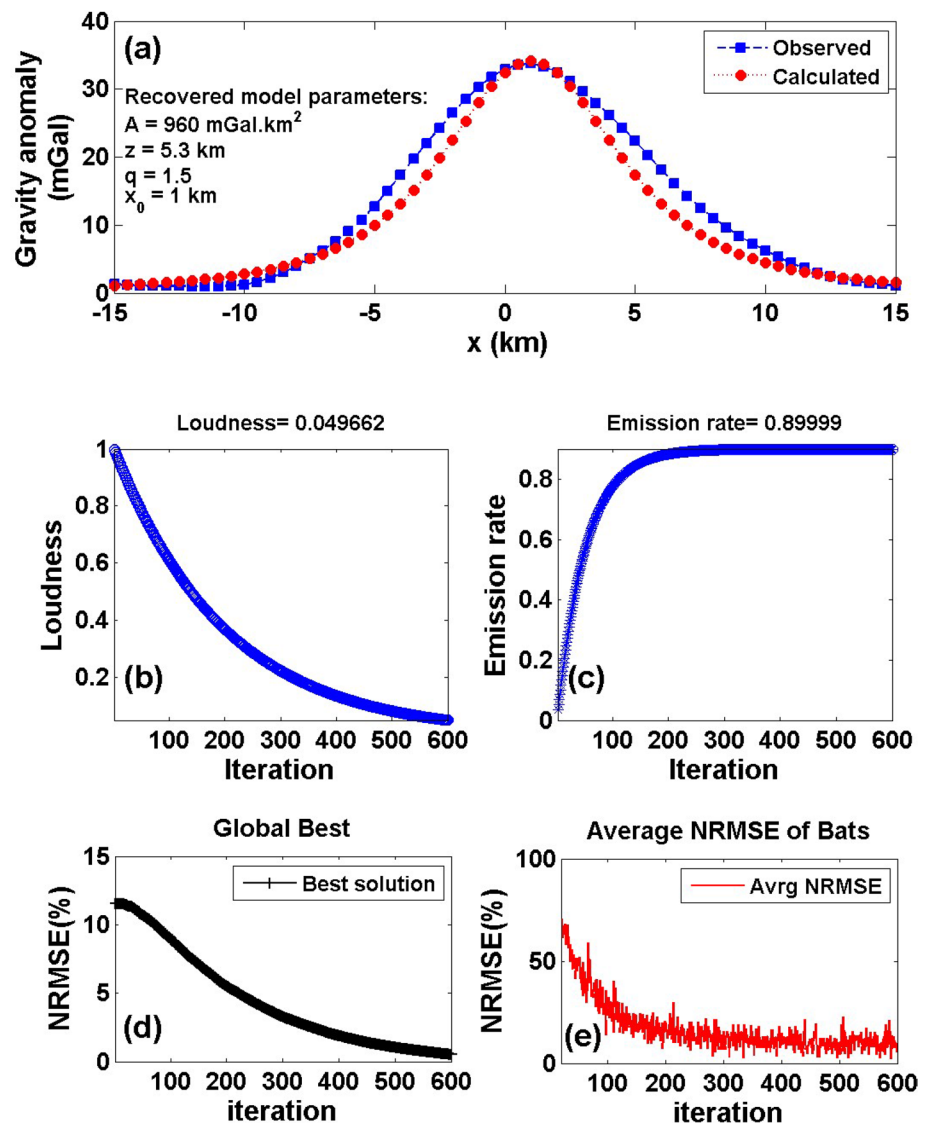 (a)
40
30
20
10
0
Gravity anomaly
(mGal)
Observed
Calculated
Recovered model parameters:
A = 960 mGal.km²
z = 5.3 km
q = 1.5
x₀ = 1 km
-15 -10 -5 0 5 10 15
x (km)
Loudness= 0.049662
1
0.8
0.6
0.4
0.2
Loudness
(b)
100 200 300 400 500 600
Iteration
Emission rate= 0.89999
0.8
0.6
0.4
0.2
0
Emission rate
(c)
100 200 300 400 500 600
Iteration
Global Best
15
10
5
0
NRMSE(%)
Best solution
(d)
100 200 300 400 500 600
iteration
Average NRMSE of Bats
100
50
0
NRMSE(%)
Avrg NRMSE
(e)
100 200 300 400 500 600
iteration